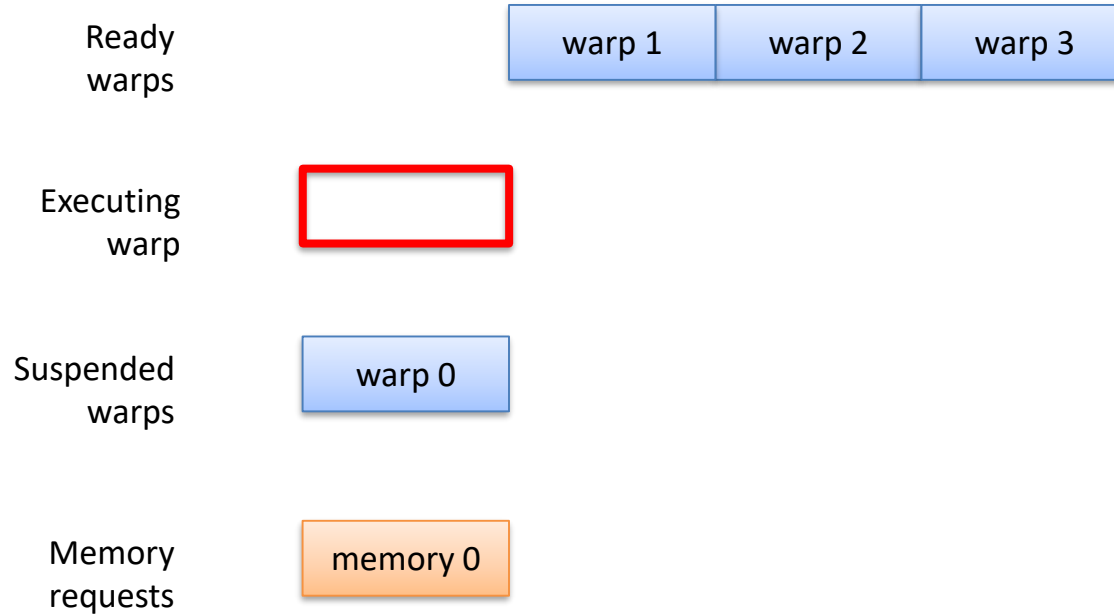 Ready
warps
warp 1 warp 2 warp 3
Executing
warp
Suspended
warps
warp 0
Memory
requests
memory 0